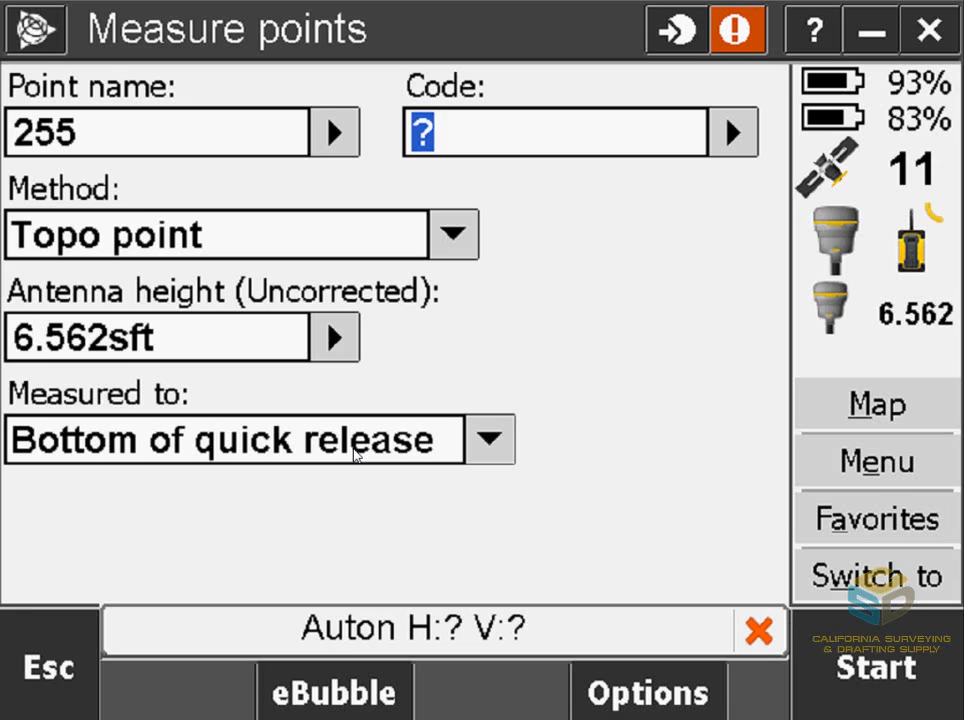 Measure points
?
Point name:
Code:
93%
255
?
83%
Method:
11
Topo point
Antenna height (Uncorrected):
6.562sft
6.562
Measured to:
Map
Bottom of quick release
Menu
Favorites
Switch to
Auton H:? V:?
CALIFORNIA SURVEYING
& DRAFTING SUPPLY
Esc
Start
eBubble
Options